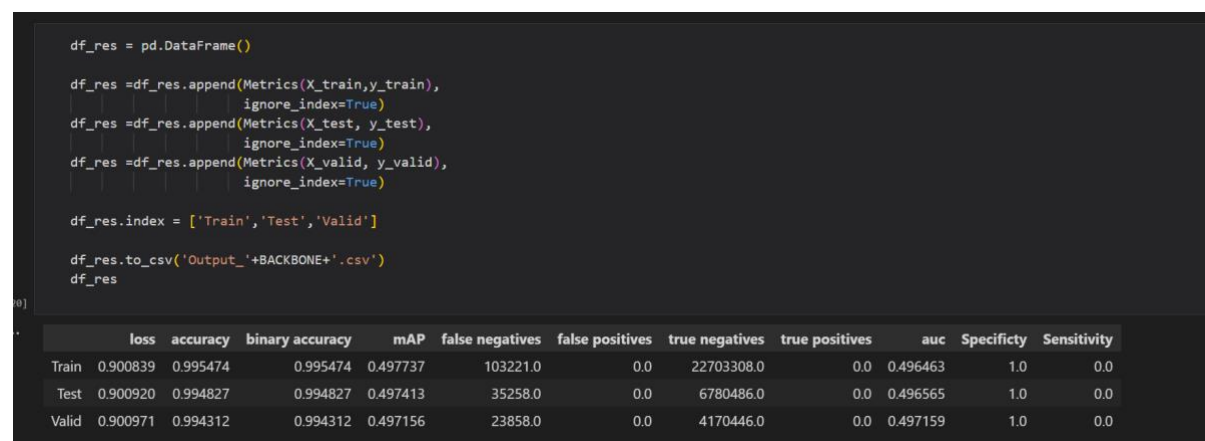 df_res = pd.DataFrame()
df_res =df_res.append(Metrics(X_train,y_train),
ignore_index=True)
df_res =df_res.append(Metrics(X_test, y_test),
ignore_index=True)
df_res =df_res.append(Metrics(X_valid, y_valid),
ignore_index=True)
df_res.index = ['Train','Test','Valid']
df_res.to_csv('Output_'+BACKBONE+'.csv')
df_res
loss accuracy binary accuracy mAP false negatives false positives true negatives true positives auc Specificty Sensitivity
Train 0.900839 0.995474 0.995474 0.497737 103221.0 0.0 22703308.0 0.0 0.496463 1.0 0.0
Test 0.900920 0.994827 0.994827 0.497413 35258.0 0.0 6780486.0 0.0 0.496565 1.0 0.0
Valid 0.900971 0.994312 0.994312 0.497156 23858.0 0.0 4170446.0 0.0 0.497159 1.0 0.0